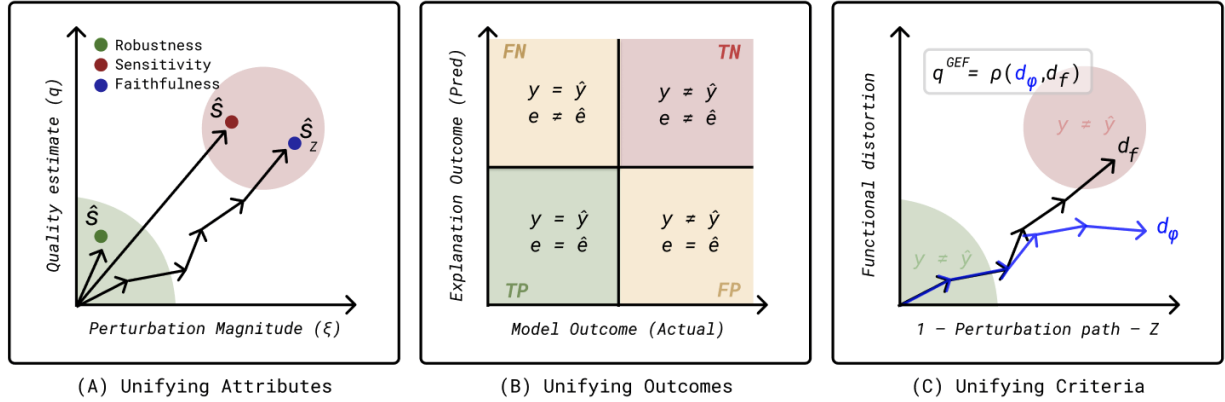 Robustness
Sensitivity
Faithfulness
ŝ
ŝ
ŝ z
Quality estimate (q)
Perturbation Magnitude (ξ)
(A) Unifying Attributes
FN
TN
y = ŷ
e ≠ ê
y ≠ ŷ
e ≠ ê
y = ŷ
e = ê
y ≠ ŷ
e = ê
TP
FP
Explanation Outcome (Pred)
Model Outcome (Actual)
(B) Unifying Outcomes
q^GEF = ρ(d_φ,d_f)
y ≠ ŷ
d_f
d_φ
y ≠ ŷ
Functional distortion
1 – Perturbation path – Z
(C) Unifying Criteria